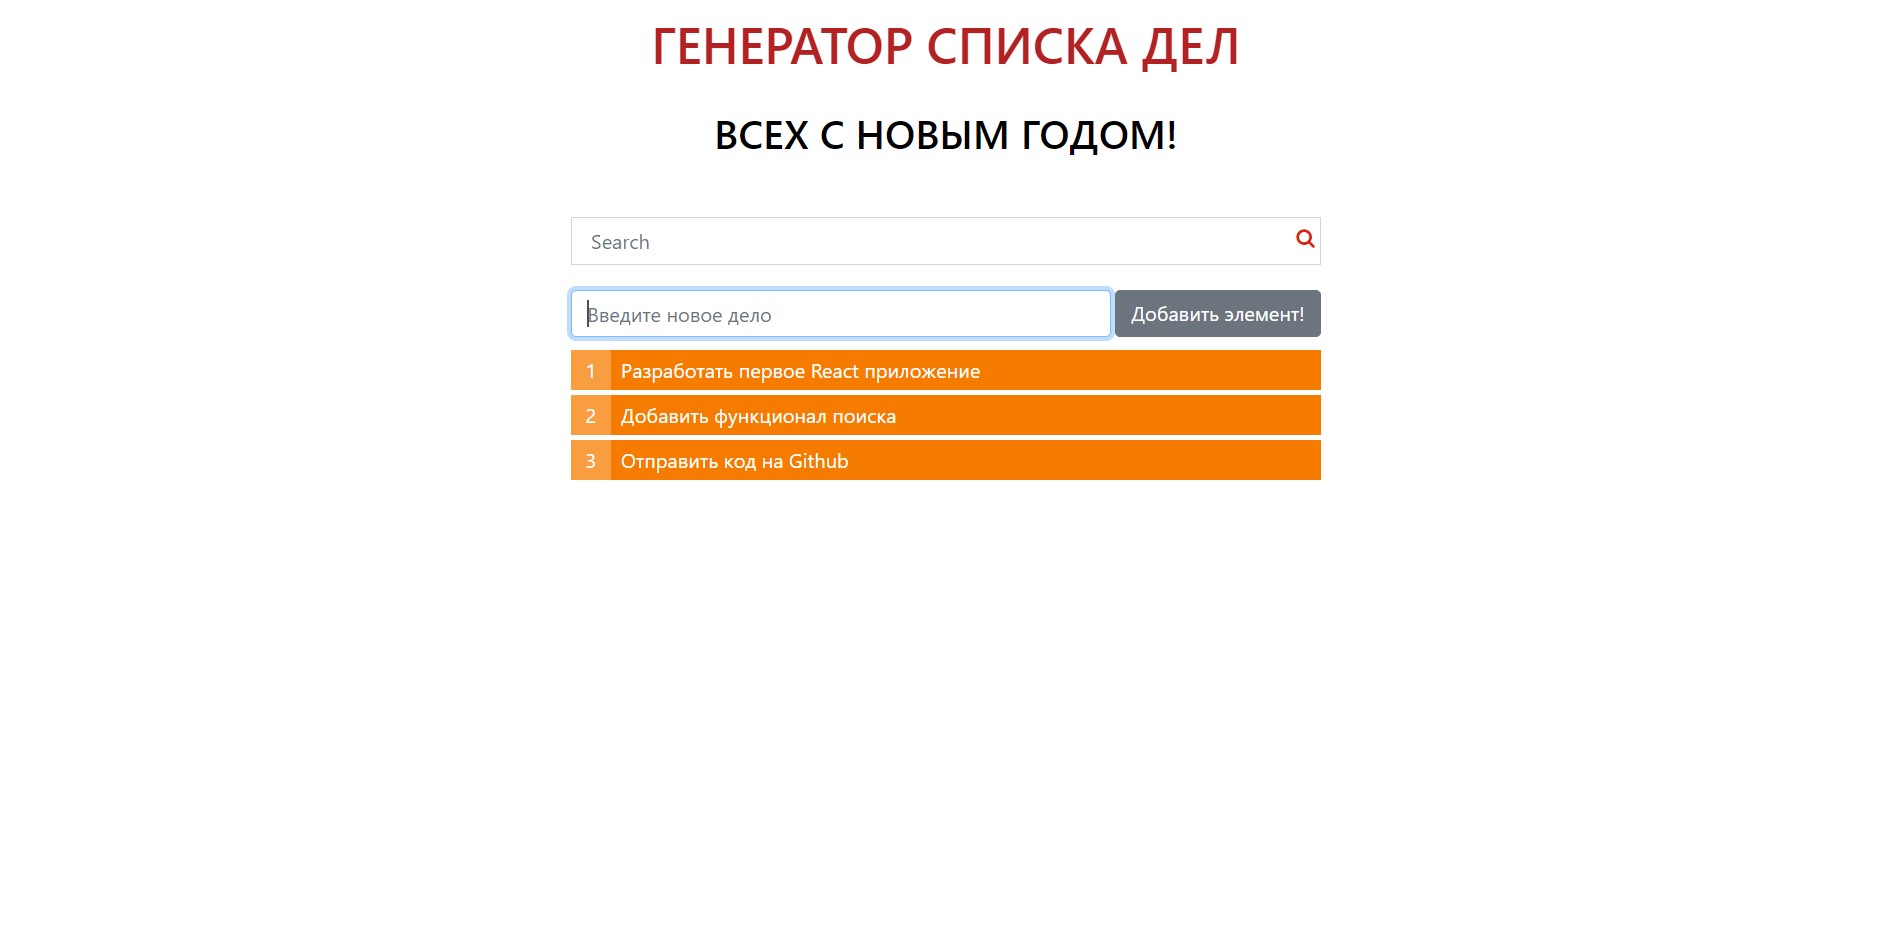 ГЕНЕРАТОР СПИСКА ДЕЛ
ВСЕХ С НОВЫМ ГОДОМ!
Search
Введите новое дело
Добавить элемент!
1 Разработать первое React приложение
2 Добавить функционал поиска
3 Отправить код на Github